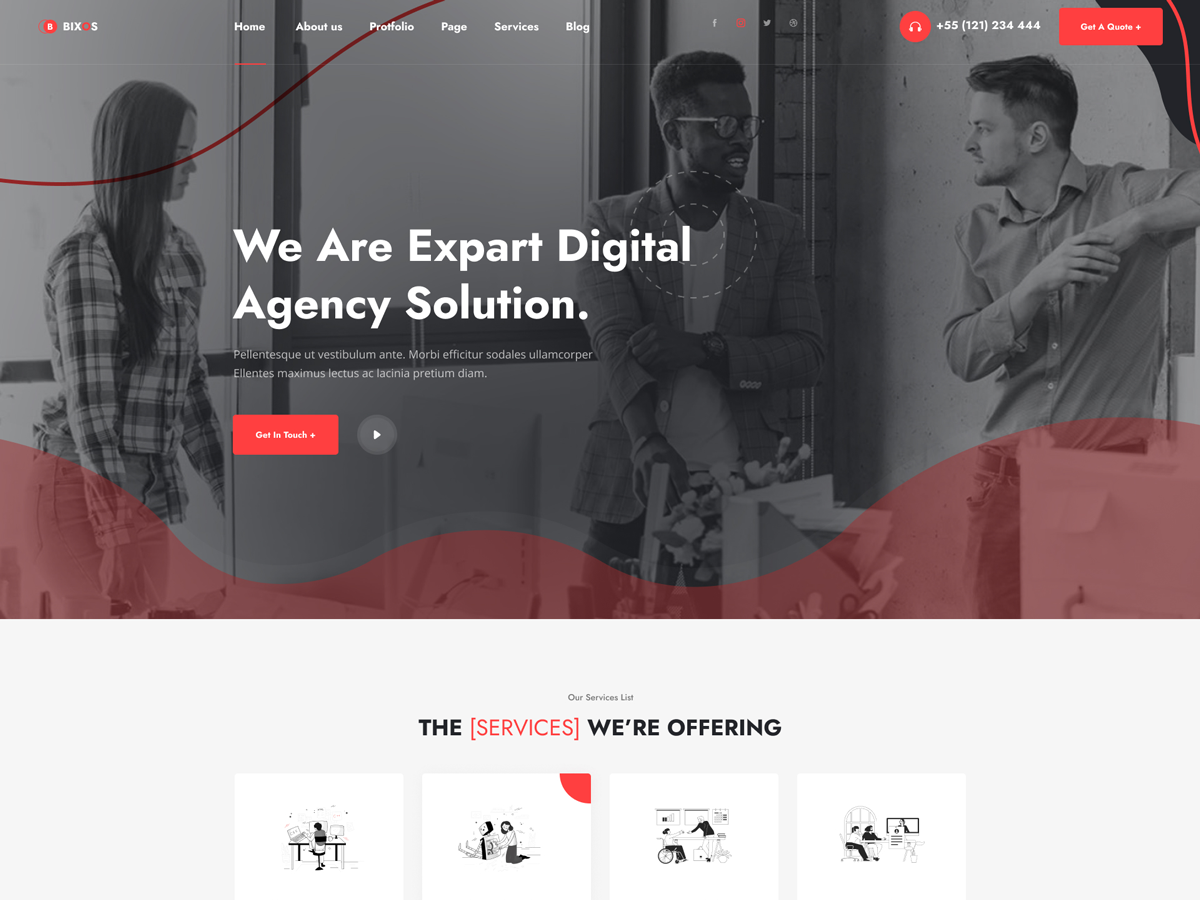 B BIXOS
Home About us Protfolio Page Services Blog
+55 (121) 234 444
Get A Quote +
We Are Expart Digital
Agency Solution.
Pellentesque ut vestibulum ante. Morbi efficitur sodales ullamcorper
Ellentes maximus lectus ac lacinia pretium diam.
Get In Touch +
Our Services List
THE [SERVICES] WE'RE OFFERING